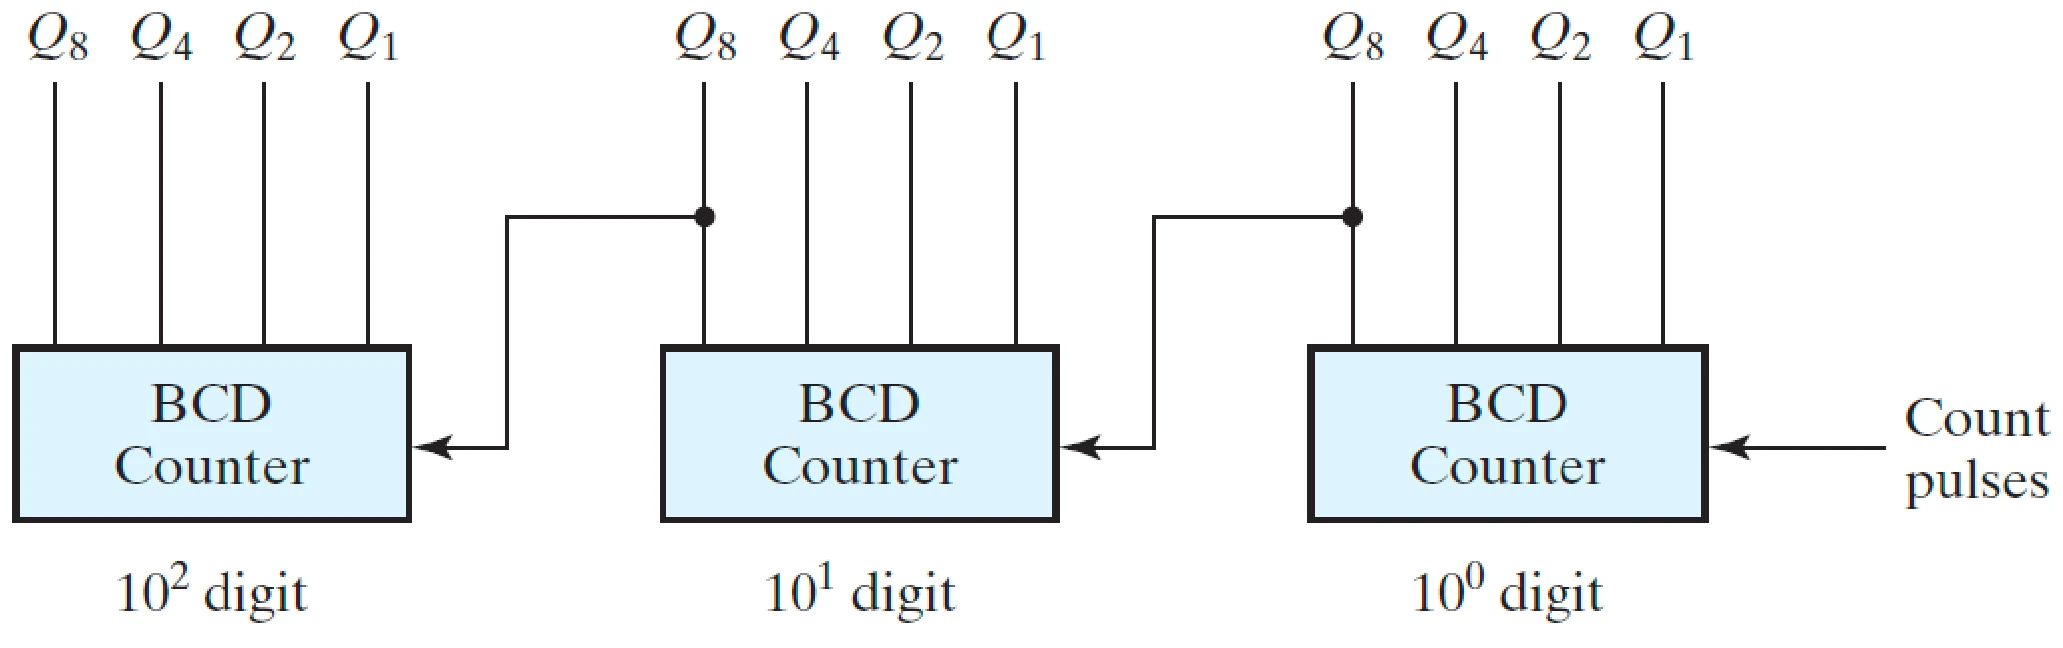 Q8 Q4 Q2 Q1 Q8 Q4 Q2 Q1 Q8 Q4 Q2 Q1
BCD
Counter
BCD
Counter
BCD
Counter
Count
pulses
10² digit
10¹ digit
10⁰ digit